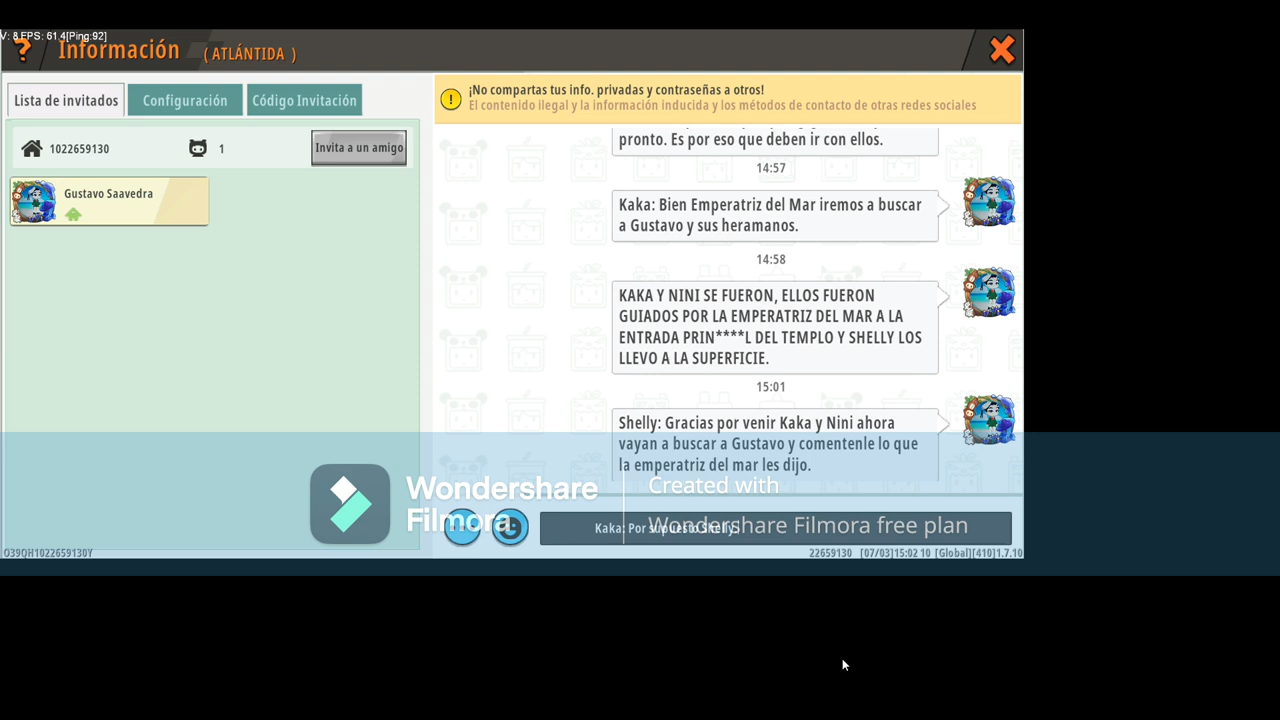 V: 8 FPS: 61.4[Ping:92]
? Información ( ATLÁNTIDA )
Lista de invitados
Configuración
Código Invitación
1022659130
1
Invita a un amigo
Gustavo Saavedra
¡No compartas tus info. privadas y contraseñas a otros!
El contenido ilegal y la información inducida y los métodos de contacto de otras redes sociales
pronto. Es por eso que deben ir con ellos.
14:57
Kaka: Bien Emperatriz del Mar iremos a buscar
a Gustavo y sus heramanos.
14:58
KAKA Y NINI SE FUERON, ELLOS FUERON
GUIADOS POR LA EMPERATRIZ DEL MAR A LA
ENTRADA PRIN****L DEL TEMPLO Y SHELLY LOS
LLEVO A LA SUPERFICIE.
15:01
Shelly: Gracias por venir Kaka y Nini ahora
vayan a buscar a Gustavo y comentenle lo que
la emperatriz del mar les dijo.
Kaka: Por supuesto Shelly.
Wondershare
Filmora
Created with
Wondershare Filmora free plan
O39QH1022659130Y
22659130 [07/03]15:02 10 [Global][410]1.7.10